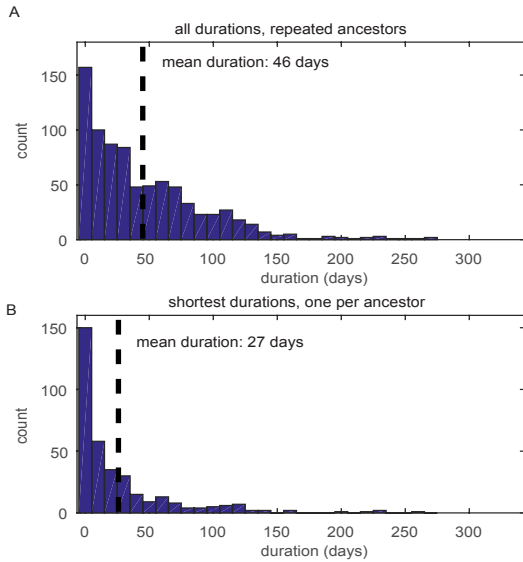 A
all durations, repeated ancestors
mean duration: 46 days
150
100
50
0
count
0 50 100 150 200 250 300
duration (days)
B
shortest durations, one per ancestor
mean duration: 27 days
150
100
50
0
count
0 50 100 150 200 250 300
duration (days)